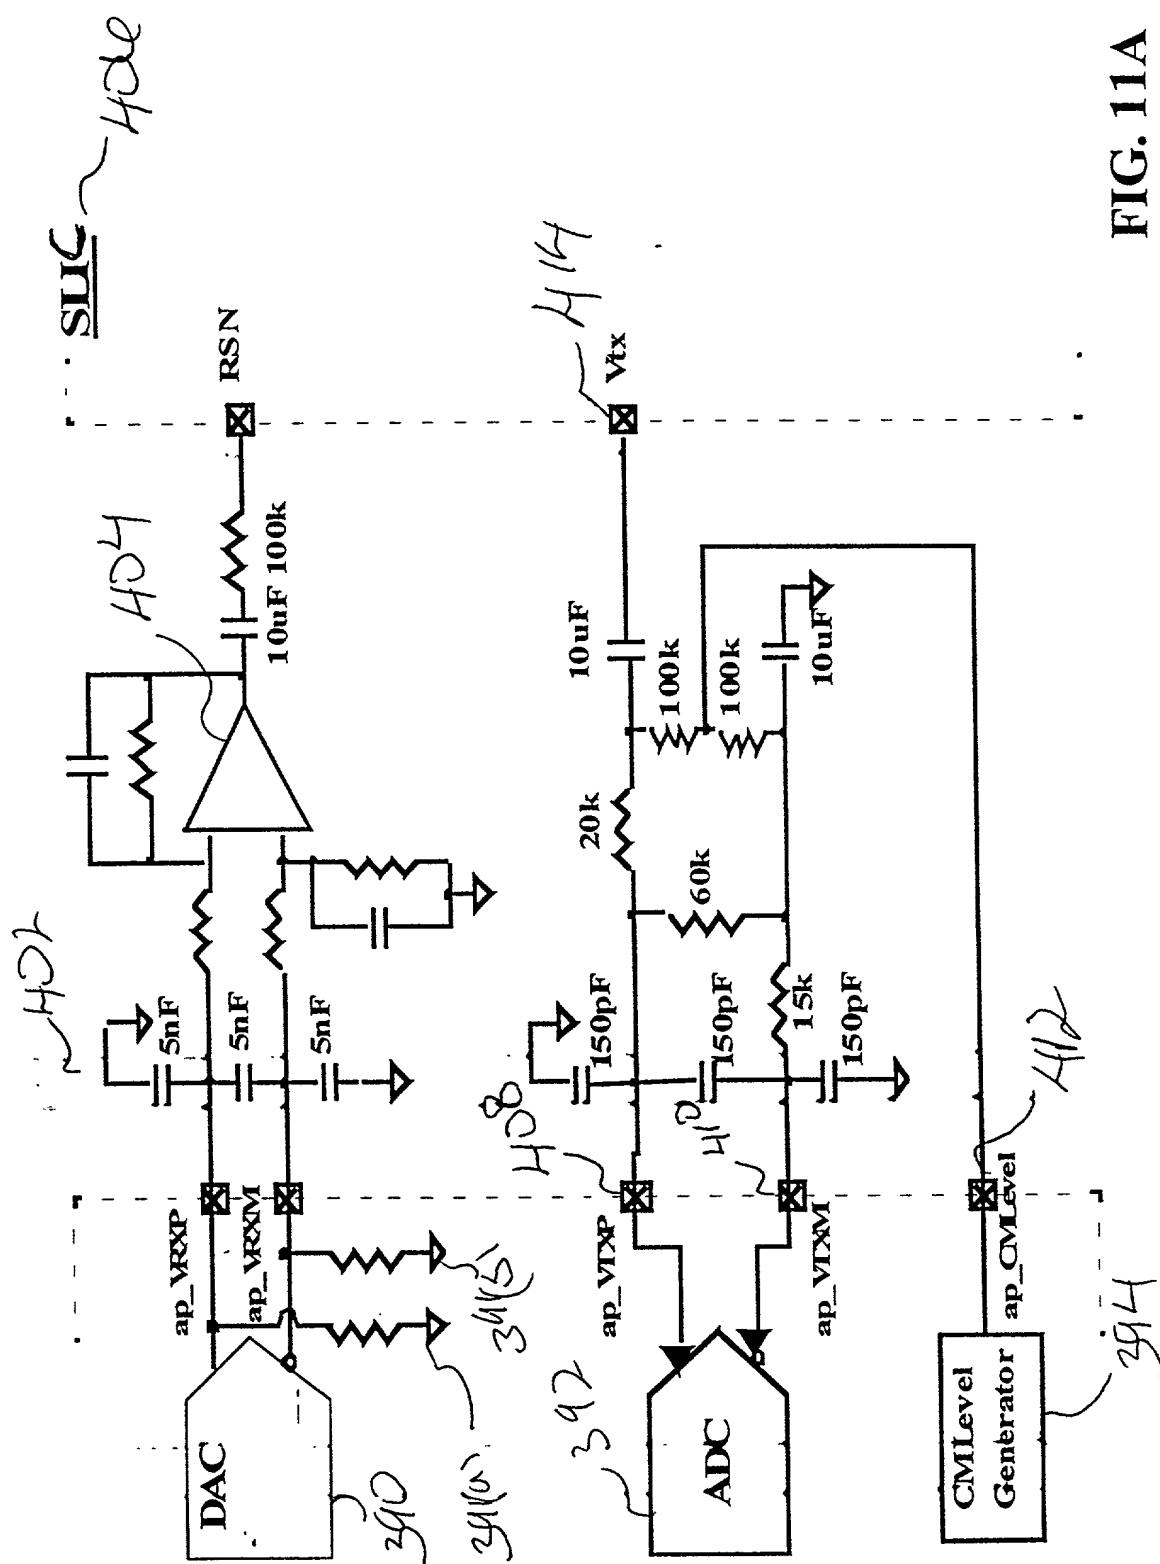 SLIC
406
402
404
DAC
390
391(a)
391(b)
ap_VRXP
ap_VRXM
5nF
5nF
5nF
10uF 100k
RSN
408
410
392
ADC
ap_VTXP
ap_VTXM
150pF
150pF
150pF
15k
60k
20k
100k
100k
10uF
10uF
Vtx
414
CMLevel
Generator
394
ap_CMLevel
412
FIG. 11A